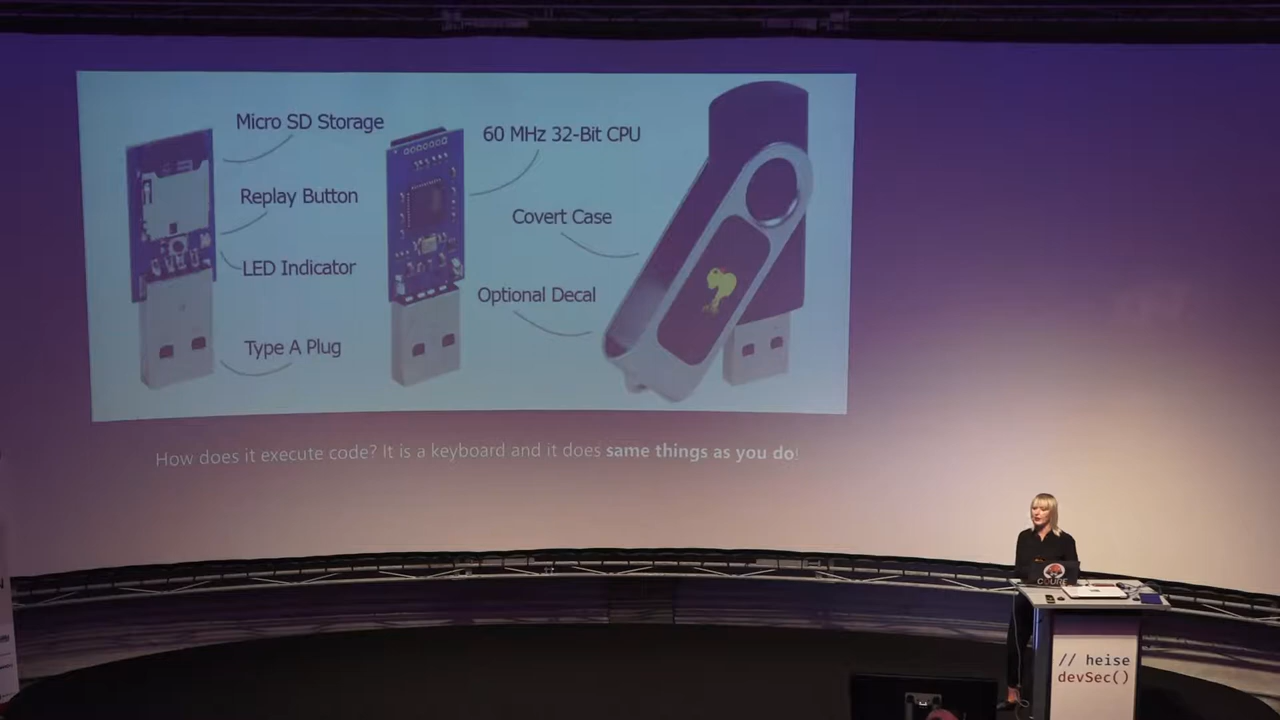 Micro SD Storage
60 MHz 32-Bit CPU
Replay Button
Covert Case
LED Indicator
Optional Decal
Type A Plug
How does it execute code? It is a keyboard and it does same things as you do!
CQURE
// heise
devSec()